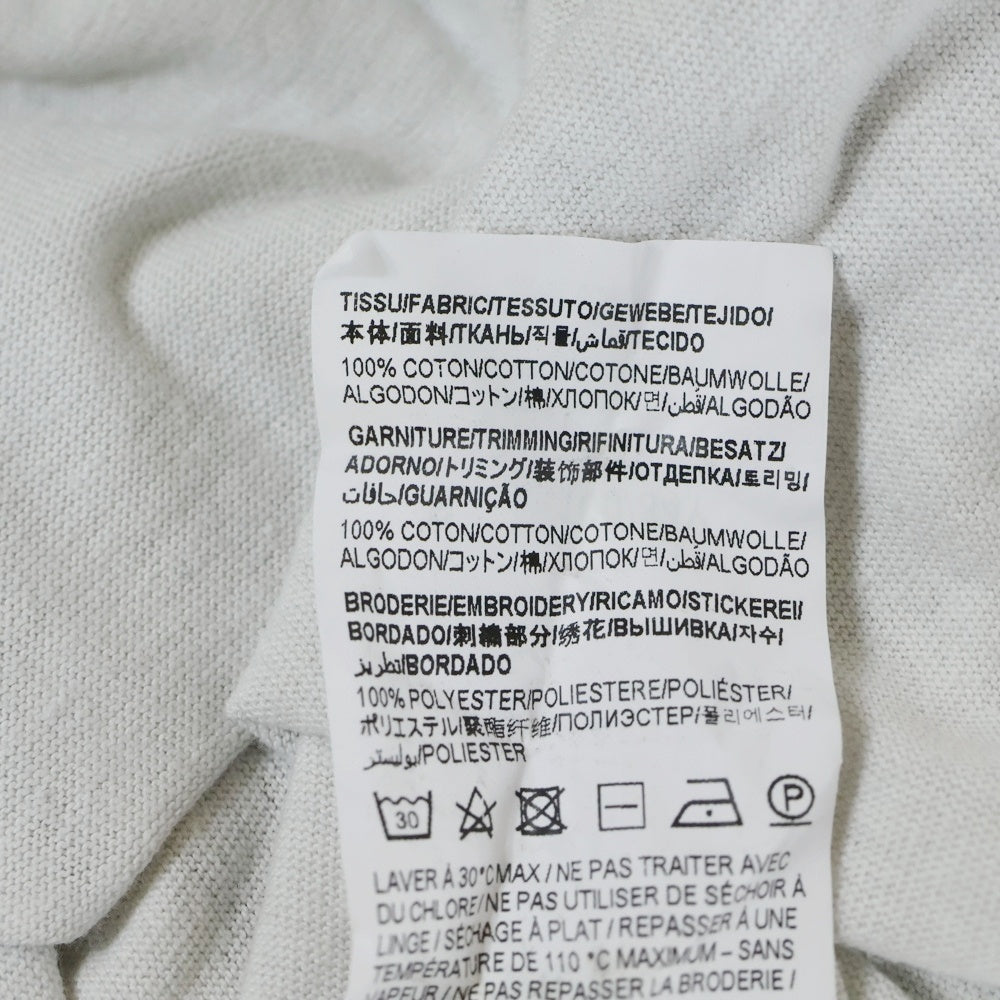 TISSU/FABRIC/TESSUTO/GEWEBE/TEJIDO/
本体/面料/ТКАНЬ/직물/قماش/TECIDO
100% COTON/COTTON/COTONE/BAUMWOLLE/
ALGODON/コットン/棉/ХЛОПОК/면/قطن/ALGODÃO
GARNITURE/TRIMMING/RIFINITURA/BESATZ/
ADORNO/トリミング/装饰部件/ОТДЕПКА/트리밍/
حافات/GUARNIÇÃO
100% COTON/COTTON/COTONE/BAUMWOLLE/
ALGODON/コットン/棉/ХЛОПОК/면/قطن/ALGODÃO
BRODERIE/EMBROIDERY/RICAMO/STICKEREI/
BORDADO/刺繍部分/绣花/ВЫШИВКА/자수/
تطريز/BORDADO
100% POLYESTER/POLIESTERE/POLIÉSTER/
ポリエステル/聚酯纤维/ПОЛИЭСТЕР/폴리에스터/
بوليستر/POLIESTER
30
P
LAVER À 30°C MAX / NE PAS TRAITER AVEC
DU CHLORE / NE PAS UTILISER DE SÉCHOIR À
LINGE / SÉCHAGE À PLAT / REPASSER À UNE
TEMPÉRATURE DE 110 °C MAXIMUM – SANS
VAPEUR / NE PAS REPASSER LA BRODERIE /